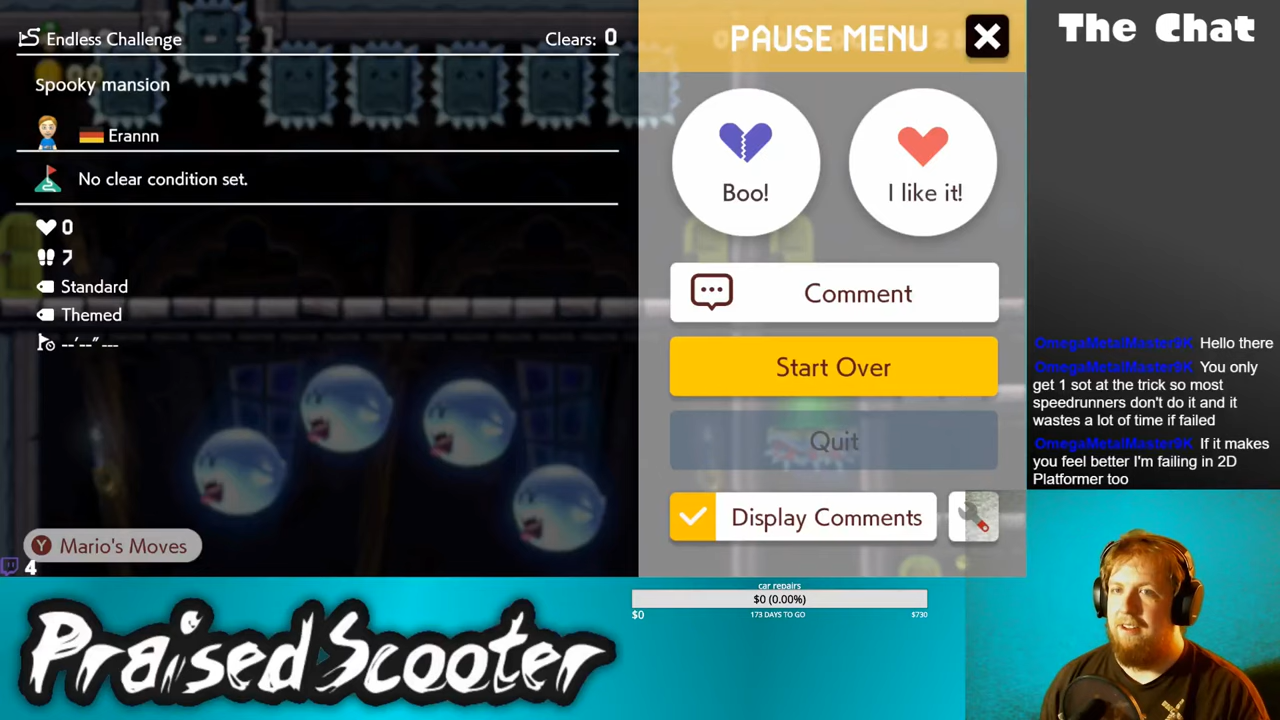 Endless Challenge
Clears: 0
Spooky mansion
Erannn
No clear condition set.
0
7
Standard
Themed
--'--"---
Y Mario's Moves
4
PAUSE MENU
Boo!
I like it!
Comment
Start Over
Quit
Display Comments
The Chat
OmegaMetalMaster9K Hello there
OmegaMetalMaster9K You only
get 1 sot at the trick so most
speedrunners don't do it and it
wastes a lot of time if failed
OmegaMetalMaster9K If it makes
you feel better I'm failing in 2D
Platformer too
car repairs
$0 (0.00%)
$0
173 DAYS TO GO
$730
PraisedScooter